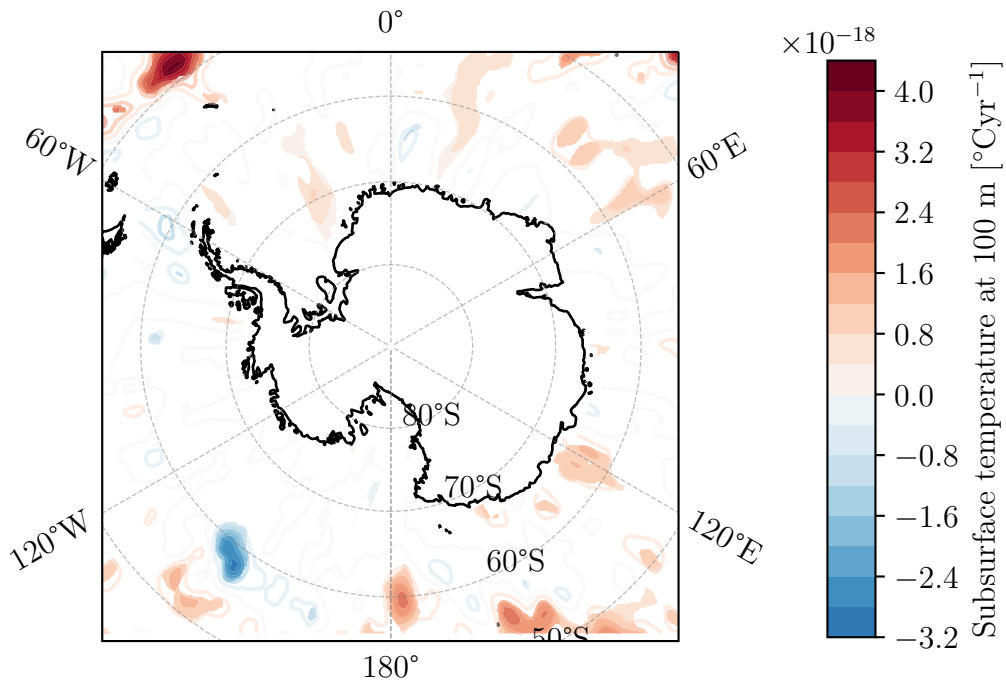 0°
×10⁻¹⁸
60°W
60°E
80°S
70°S
60°S
50°S
120°W
120°E
180°
4.0
3.2
2.4
1.6
0.8
0.0
−0.8
−1.6
−2.4
−3.2
Subsurface temperature at 100 m [°Cyr⁻¹]